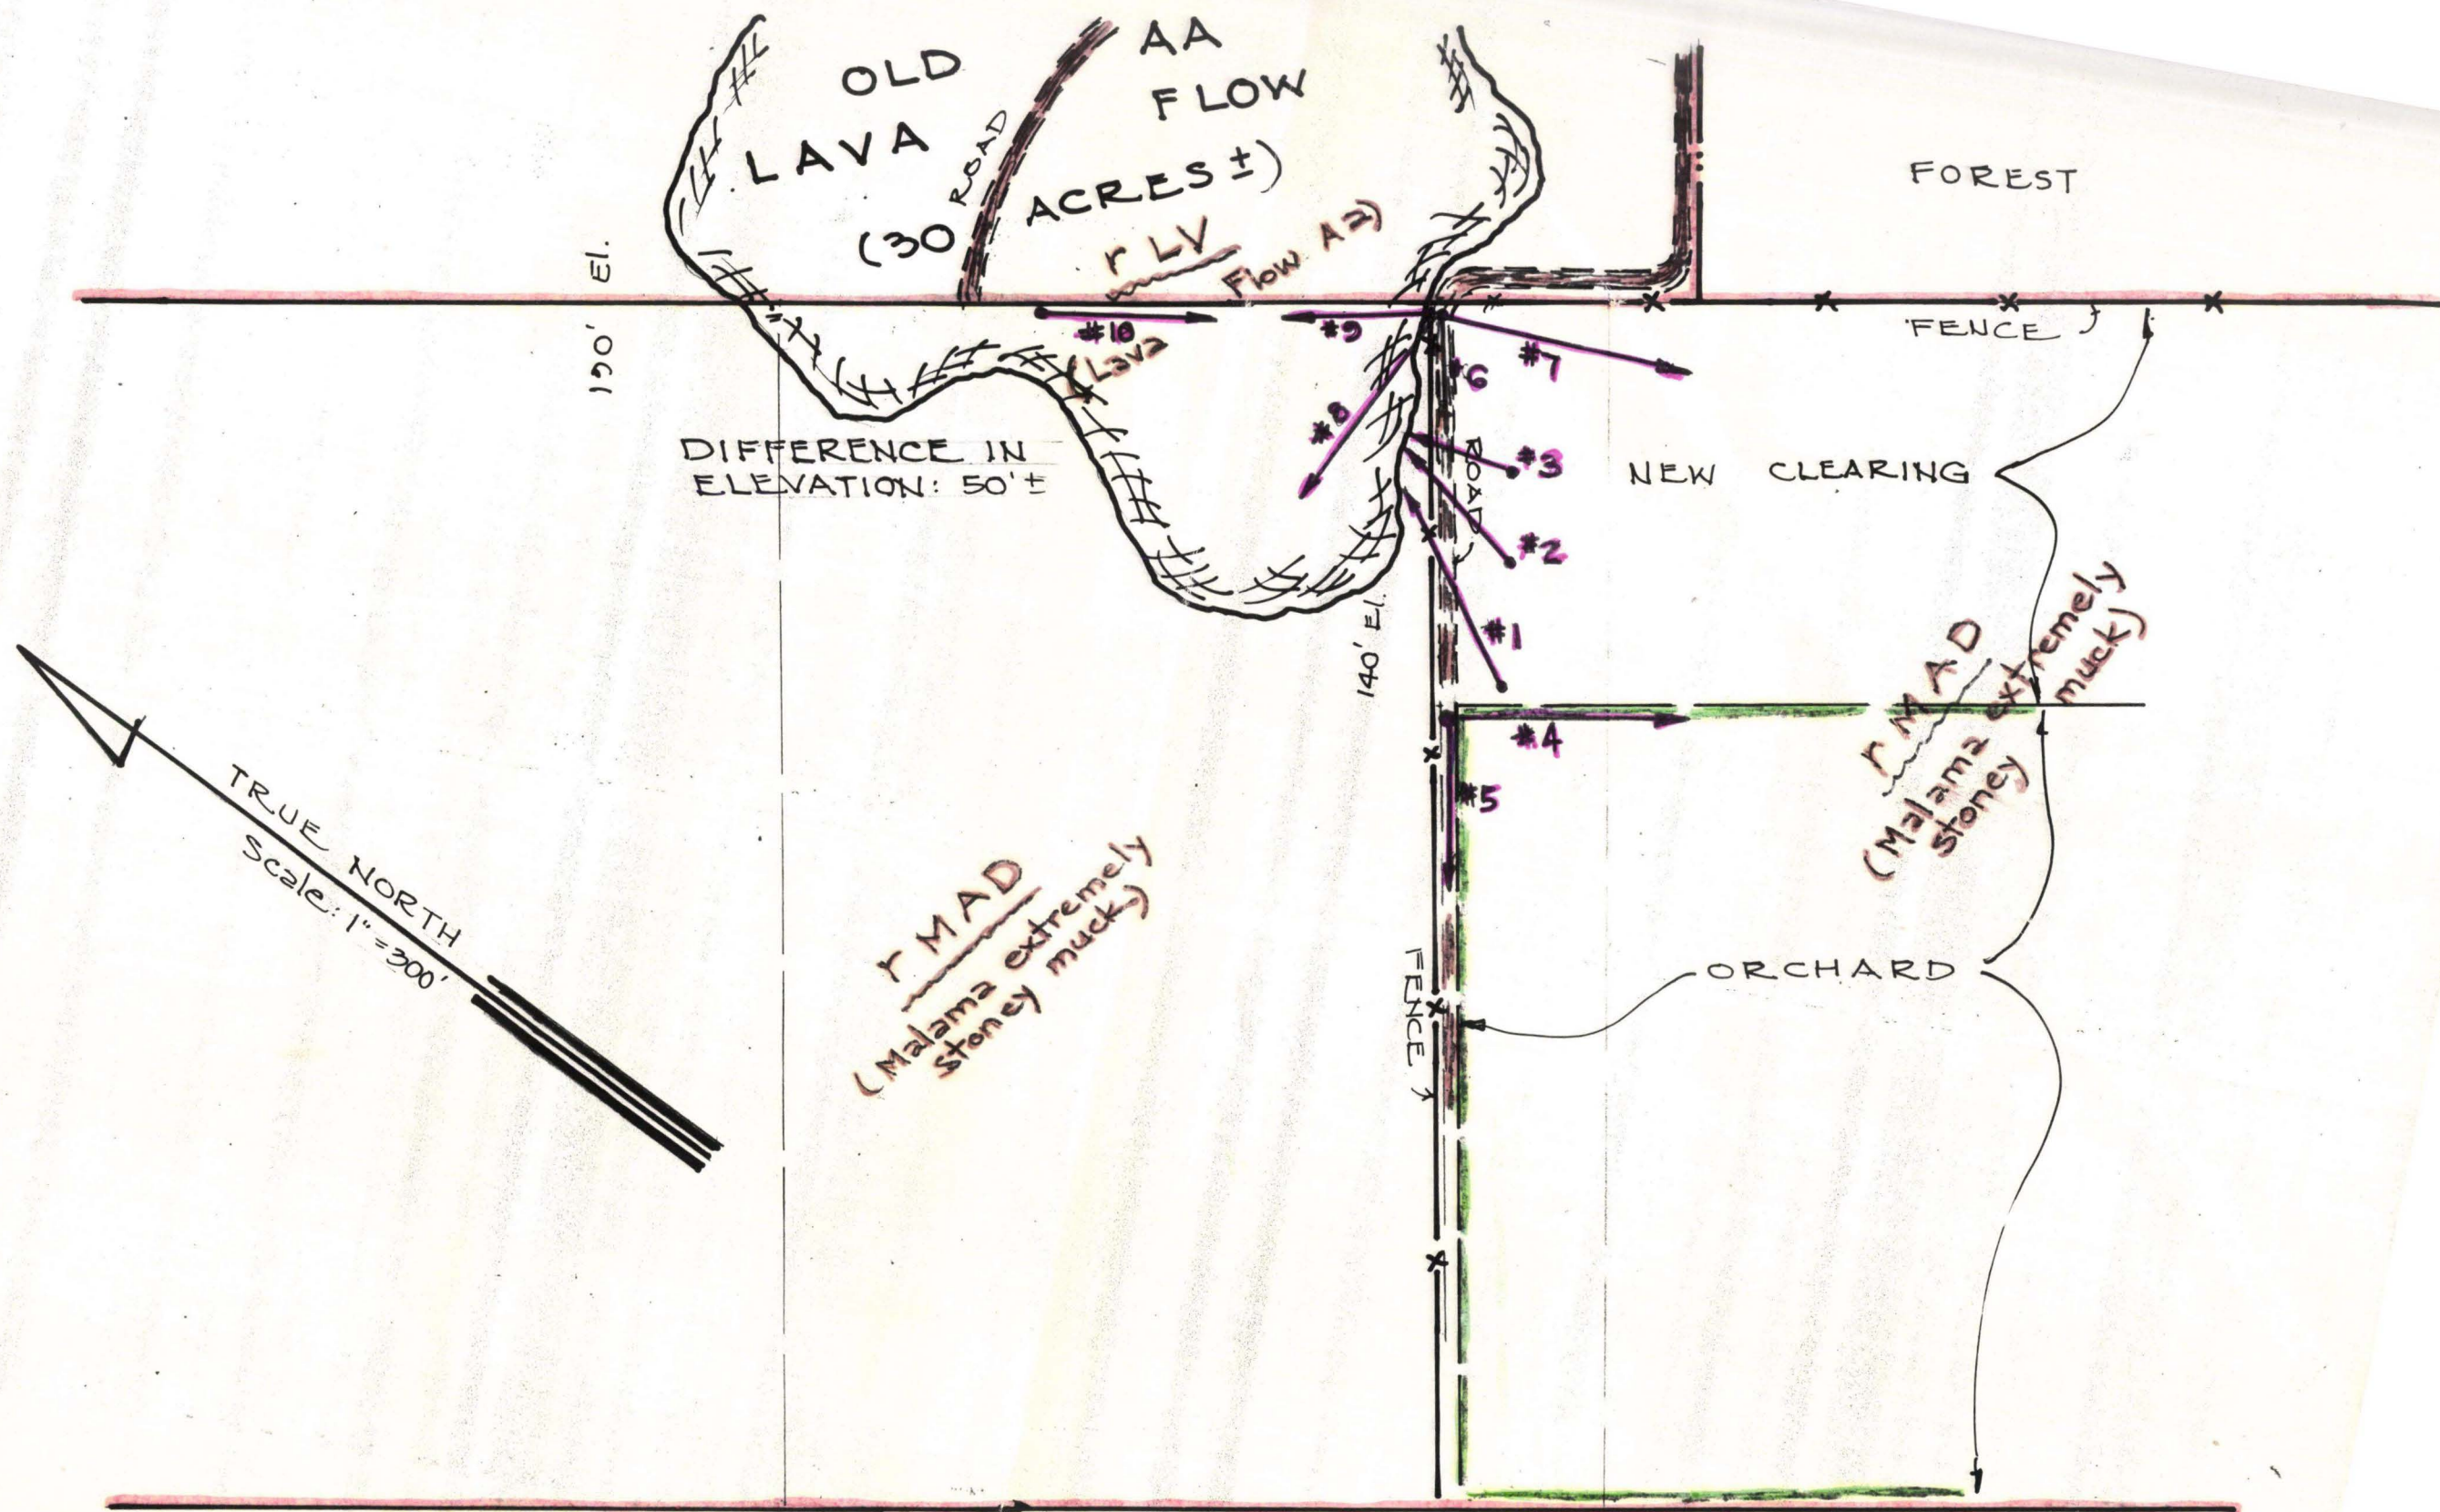 OLD
LAVA
(30
ROAD
AA
FLOW
ACRES ±)
r LV
(Lava
Flow A2)
FOREST
190' El.
#10
#9
#7
#6
#8
#3
#2
#1
ROAD
FENCE
DIFFERENCE IN
ELEVATION: 50'±
NEW CLEARING
140' El.
#4
#5
r MAD
(Malama extremely
stoney muck)
TRUE NORTH
Scale: 1"=300'
r MAD
(Malama extremely
stoney muck)
FENCE
ORCHARD